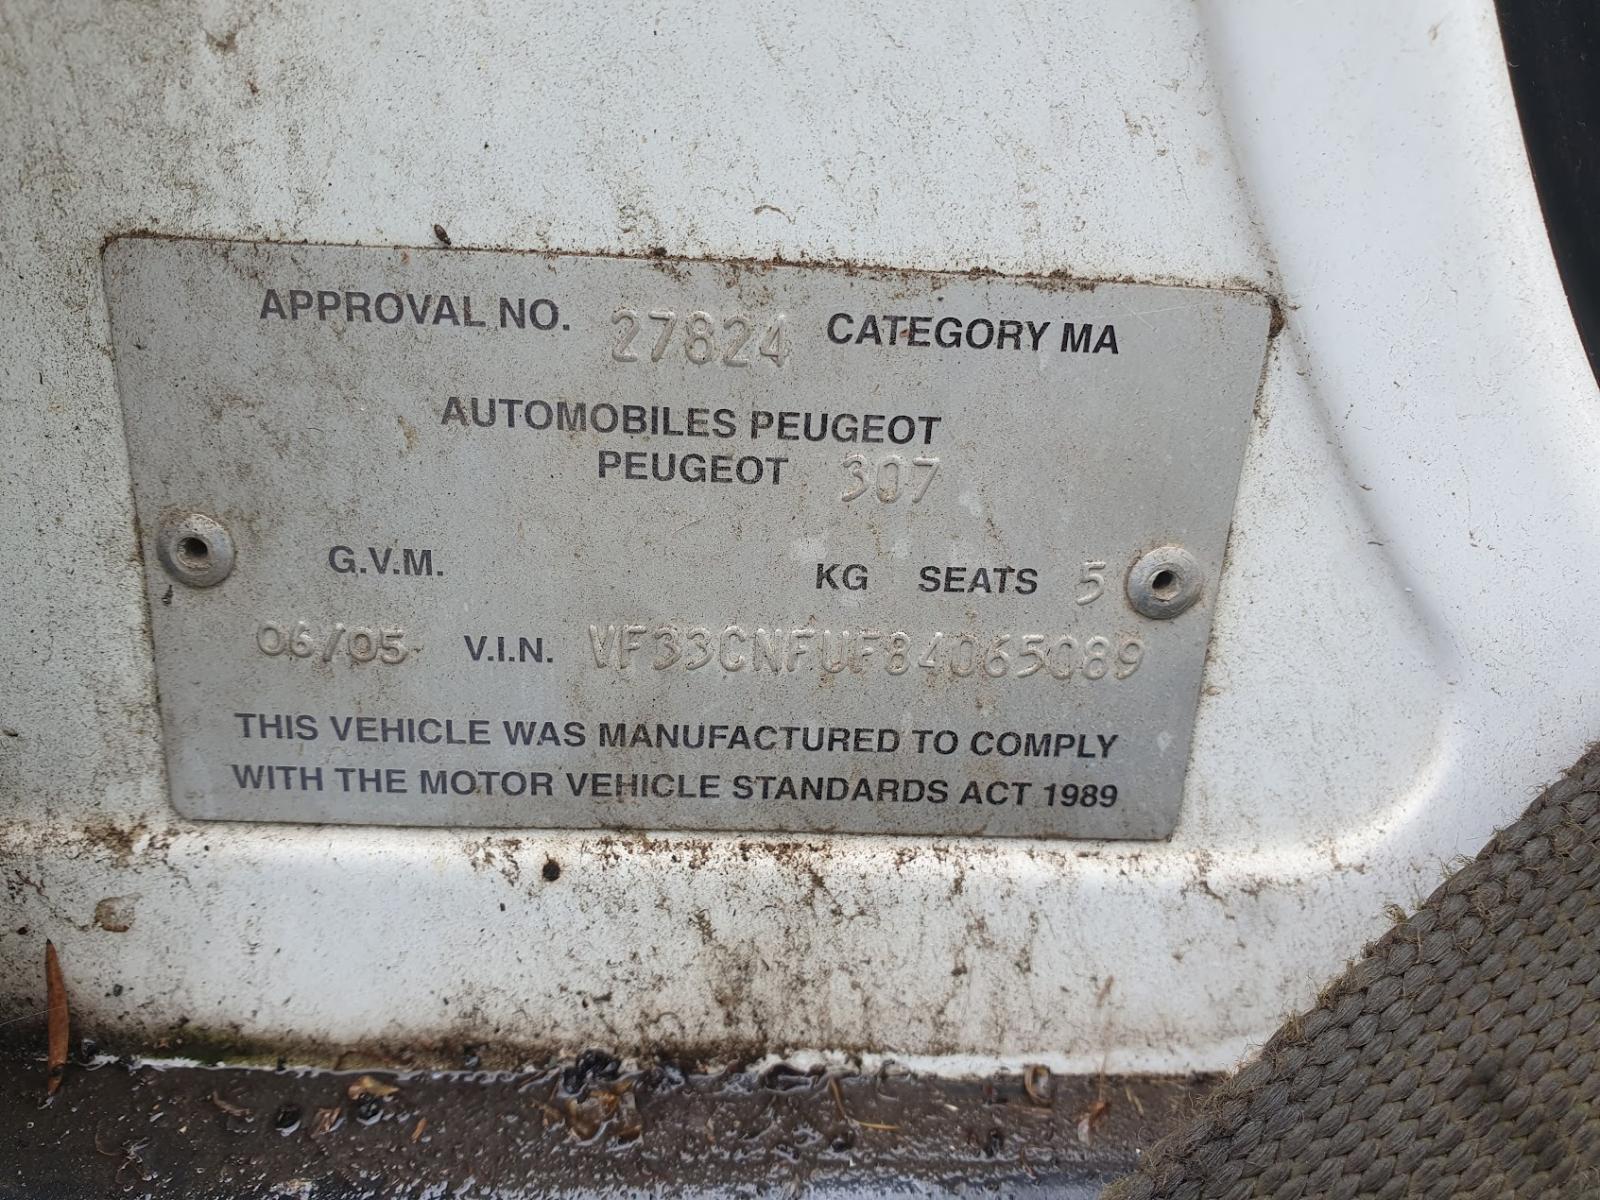 APPROVAL NO. 27824 CATEGORY MA
AUTOMOBILES PEUGEOT
PEUGEOT 307
G.V.M. KG SEATS 5
06/05 V.I.N. VF33CNFUF84065089
THIS VEHICLE WAS MANUFACTURED TO COMPLY
WITH THE MOTOR VEHICLE STANDARDS ACT 1989